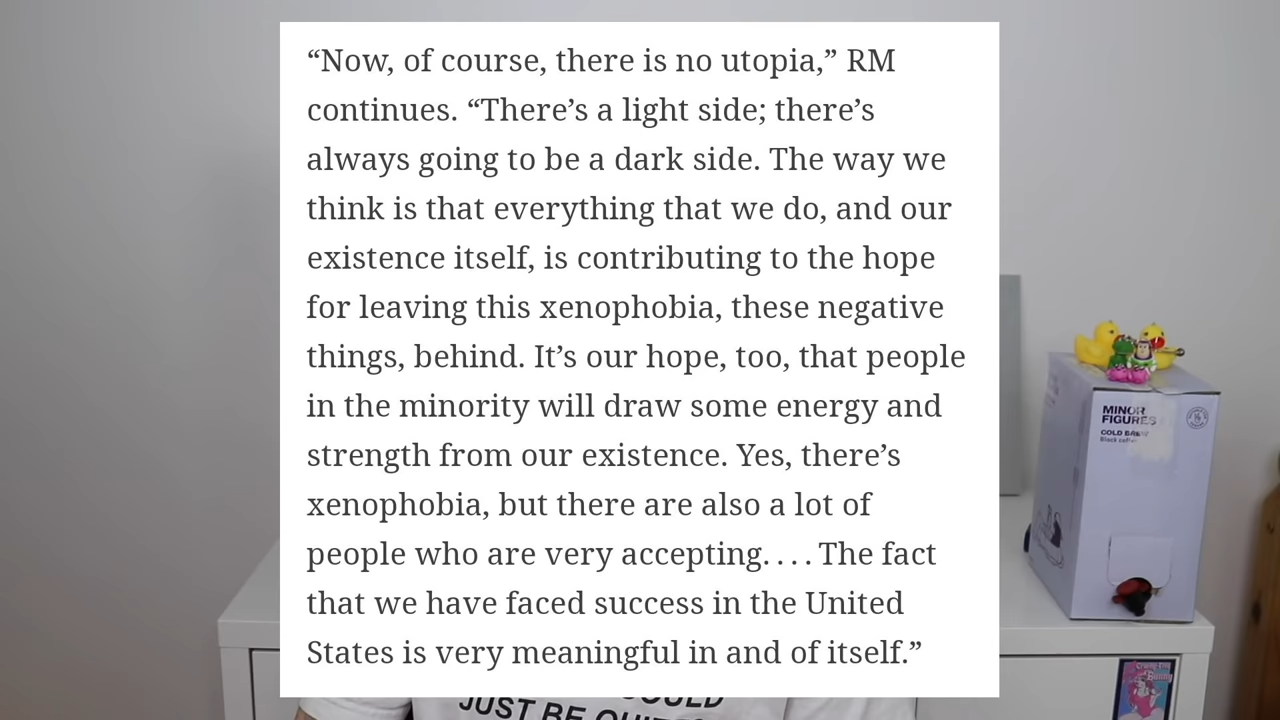 “Now, of course, there is no utopia,” RM
continues. “There’s a light side; there’s
always going to be a dark side. The way we
think is that everything that we do, and our
existence itself, is contributing to the hope
for leaving this xenophobia, these negative
things, behind. It’s our hope, too, that people
in the minority will draw some energy and
strength from our existence. Yes, there’s
xenophobia, but there are also a lot of
people who are very accepting. . . . The fact
that we have faced success in the United
States is very meaningful in and of itself.”
MINOR
FIGURES
COLD BREW
Black coffee
JUST BE
Bunny